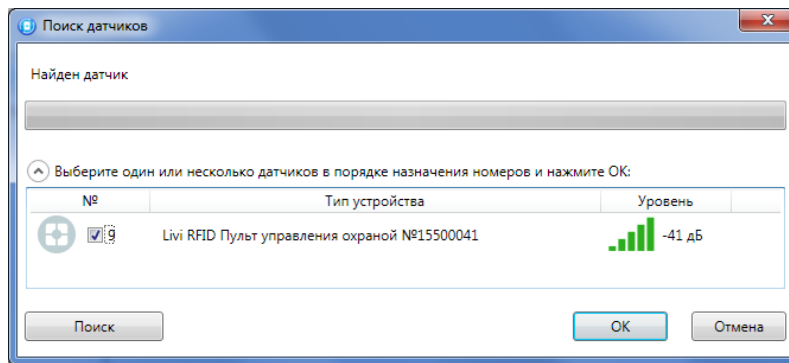 Поиск датчиков
Найден датчик
Выберите один или несколько датчиков в порядке назначения номеров и нажмите ОК:
№ Тип устройства Уровень
9 Livi RFID Пульт управления охраной №15500041 -41 дБ
Поиск ОК Отмена